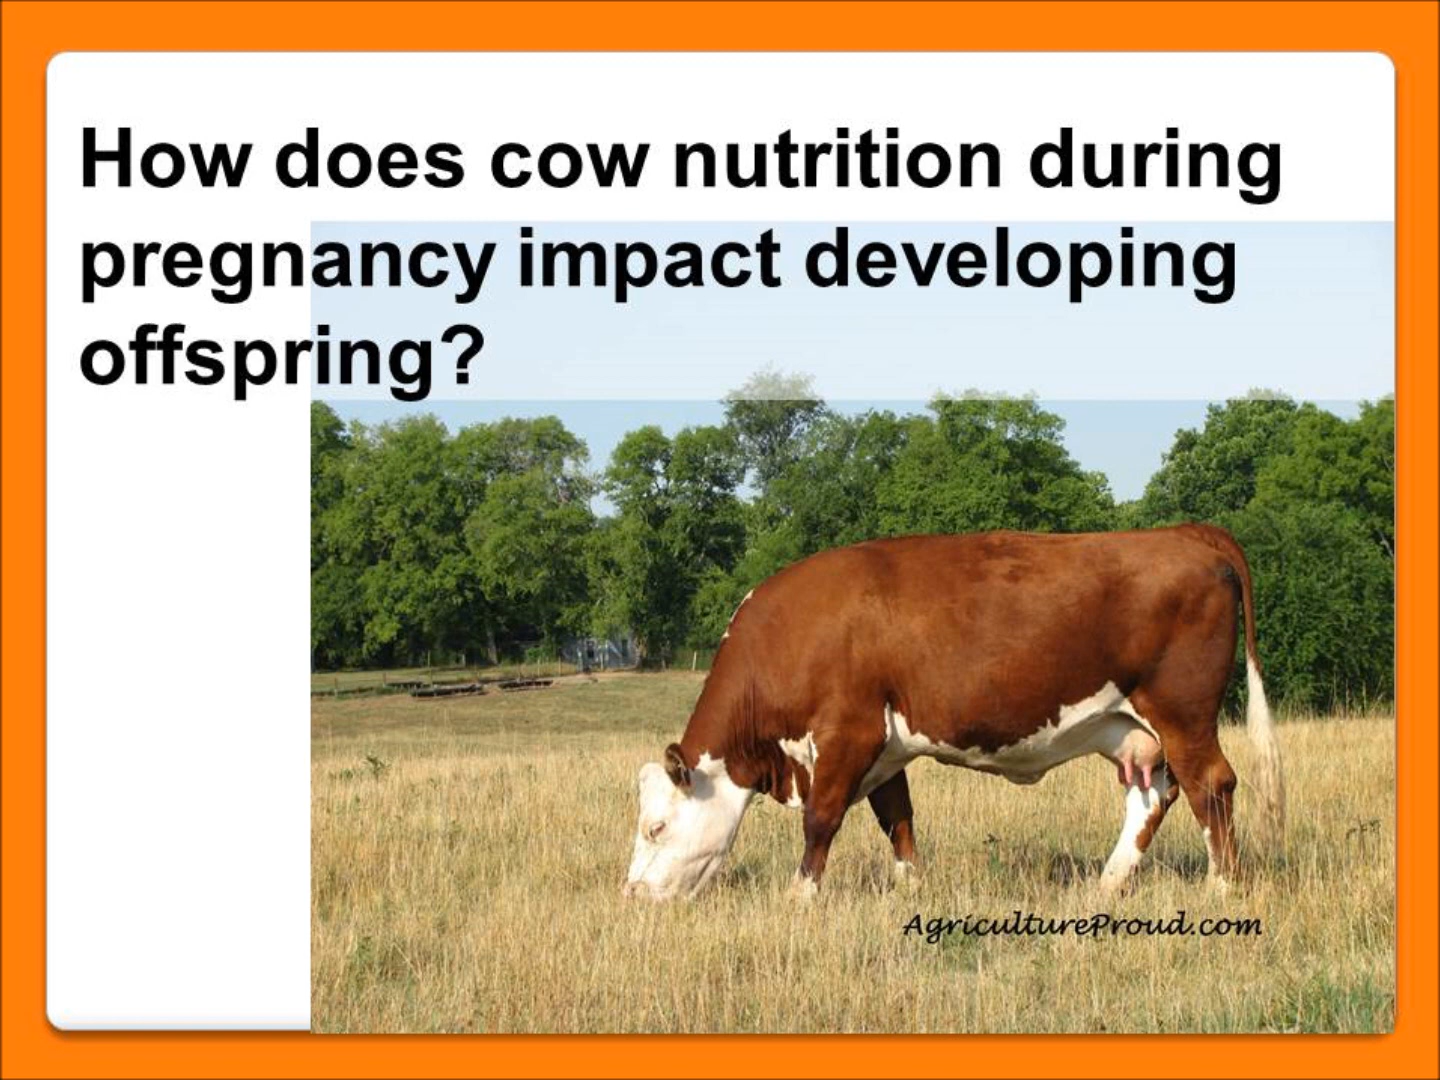 How does cow nutrition during
pregnancy impact developing
offspring?
AgricultureProud.com